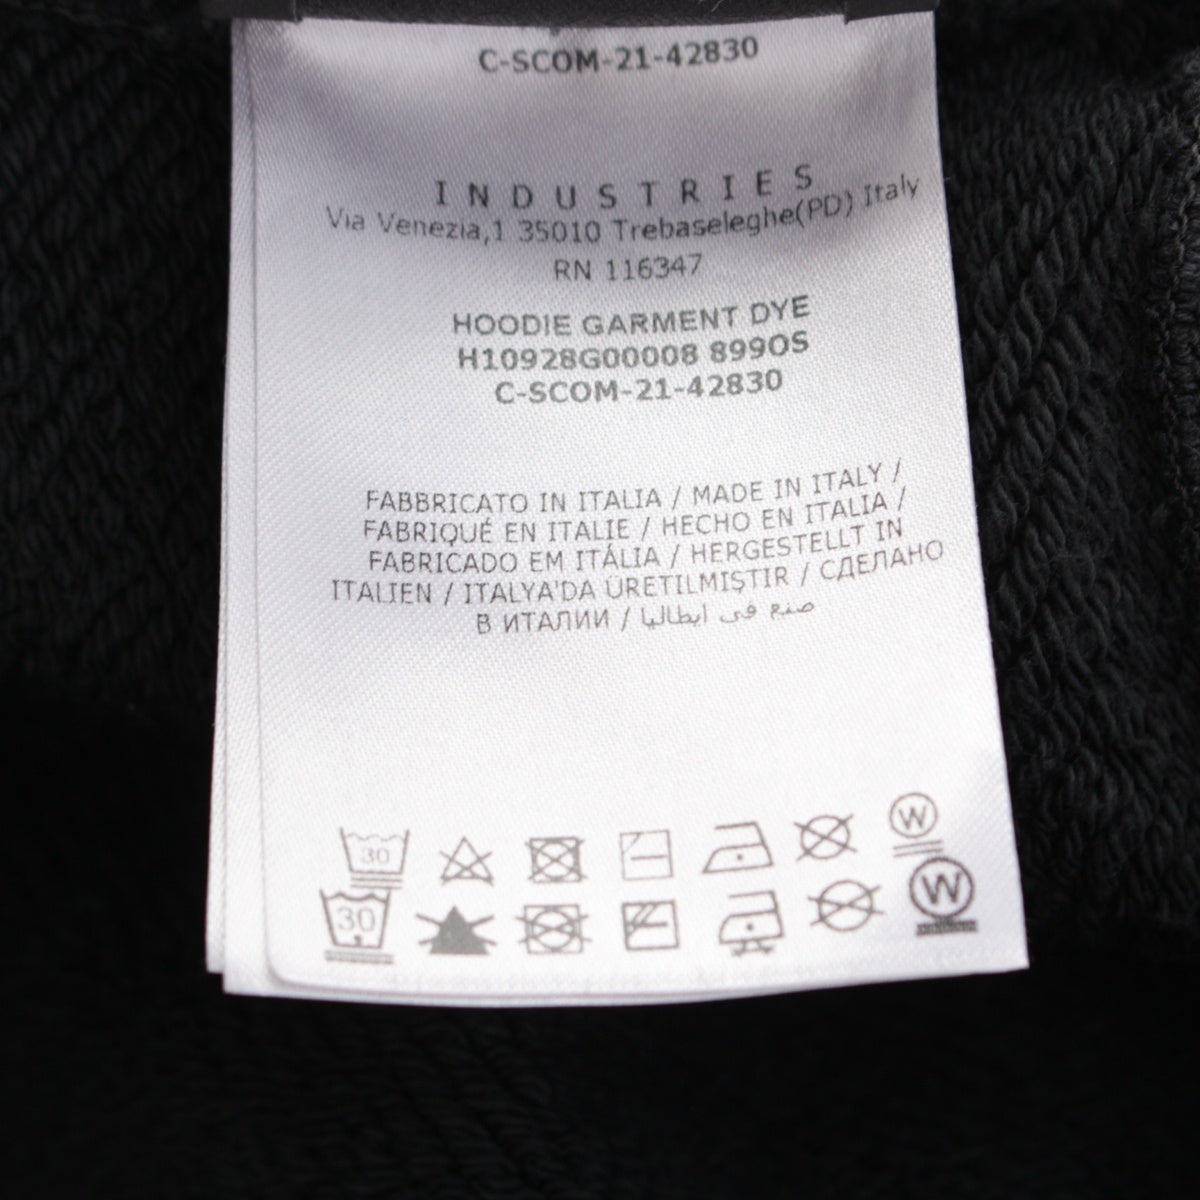 C-SCOM-21-42830
INDUSTRIES
Via Venezia,1 35010 Trebaseleghe(PD) Italy
RN 116347
HOODIE GARMENT DYE
H10928G00008 899OS
C-SCOM-21-42830
FABBRICATO IN ITALIA / MADE IN ITALY /
FABRIQUÉ EN ITALIE / HECHO EN ITALIA /
FABRICADO EM ITÁLIA / HERGESTELLT IN
ITALIEN / ITALYA'DA ÜRETILMIŞTIR / СДЕЛАНО
В ИТАЛИИ / صنع في ايطاليا
30 W
30 W